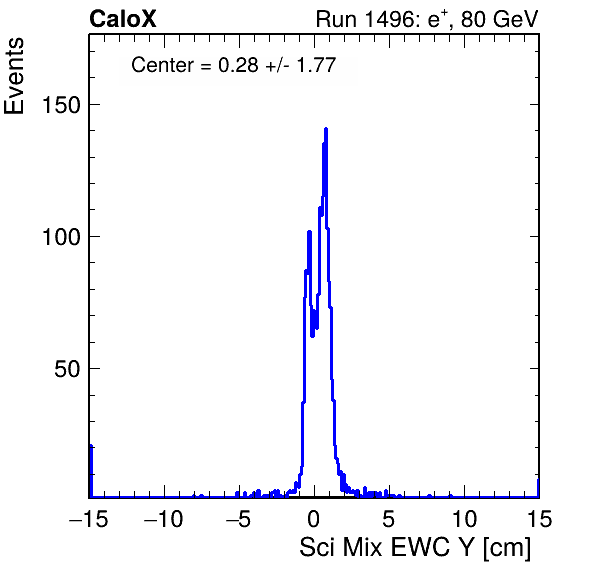 CaloX Run 1496: e⁺, 80 GeV
Center = 0.28 +/- 1.77
Events
150
100
50
−15 −10 −5 0 5 10 15
Sci Mix EWC Y [cm]